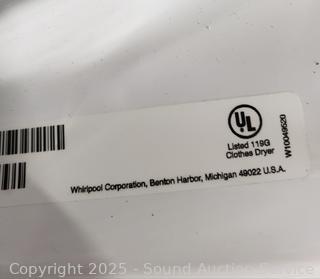 UL
Listed 119G
Clothes Dryer
W10049520
Whirlpool Corporation, Benton Harbor, Michigan 49022 U.S.A.
Copyright 2025 - Sound Auction Service -